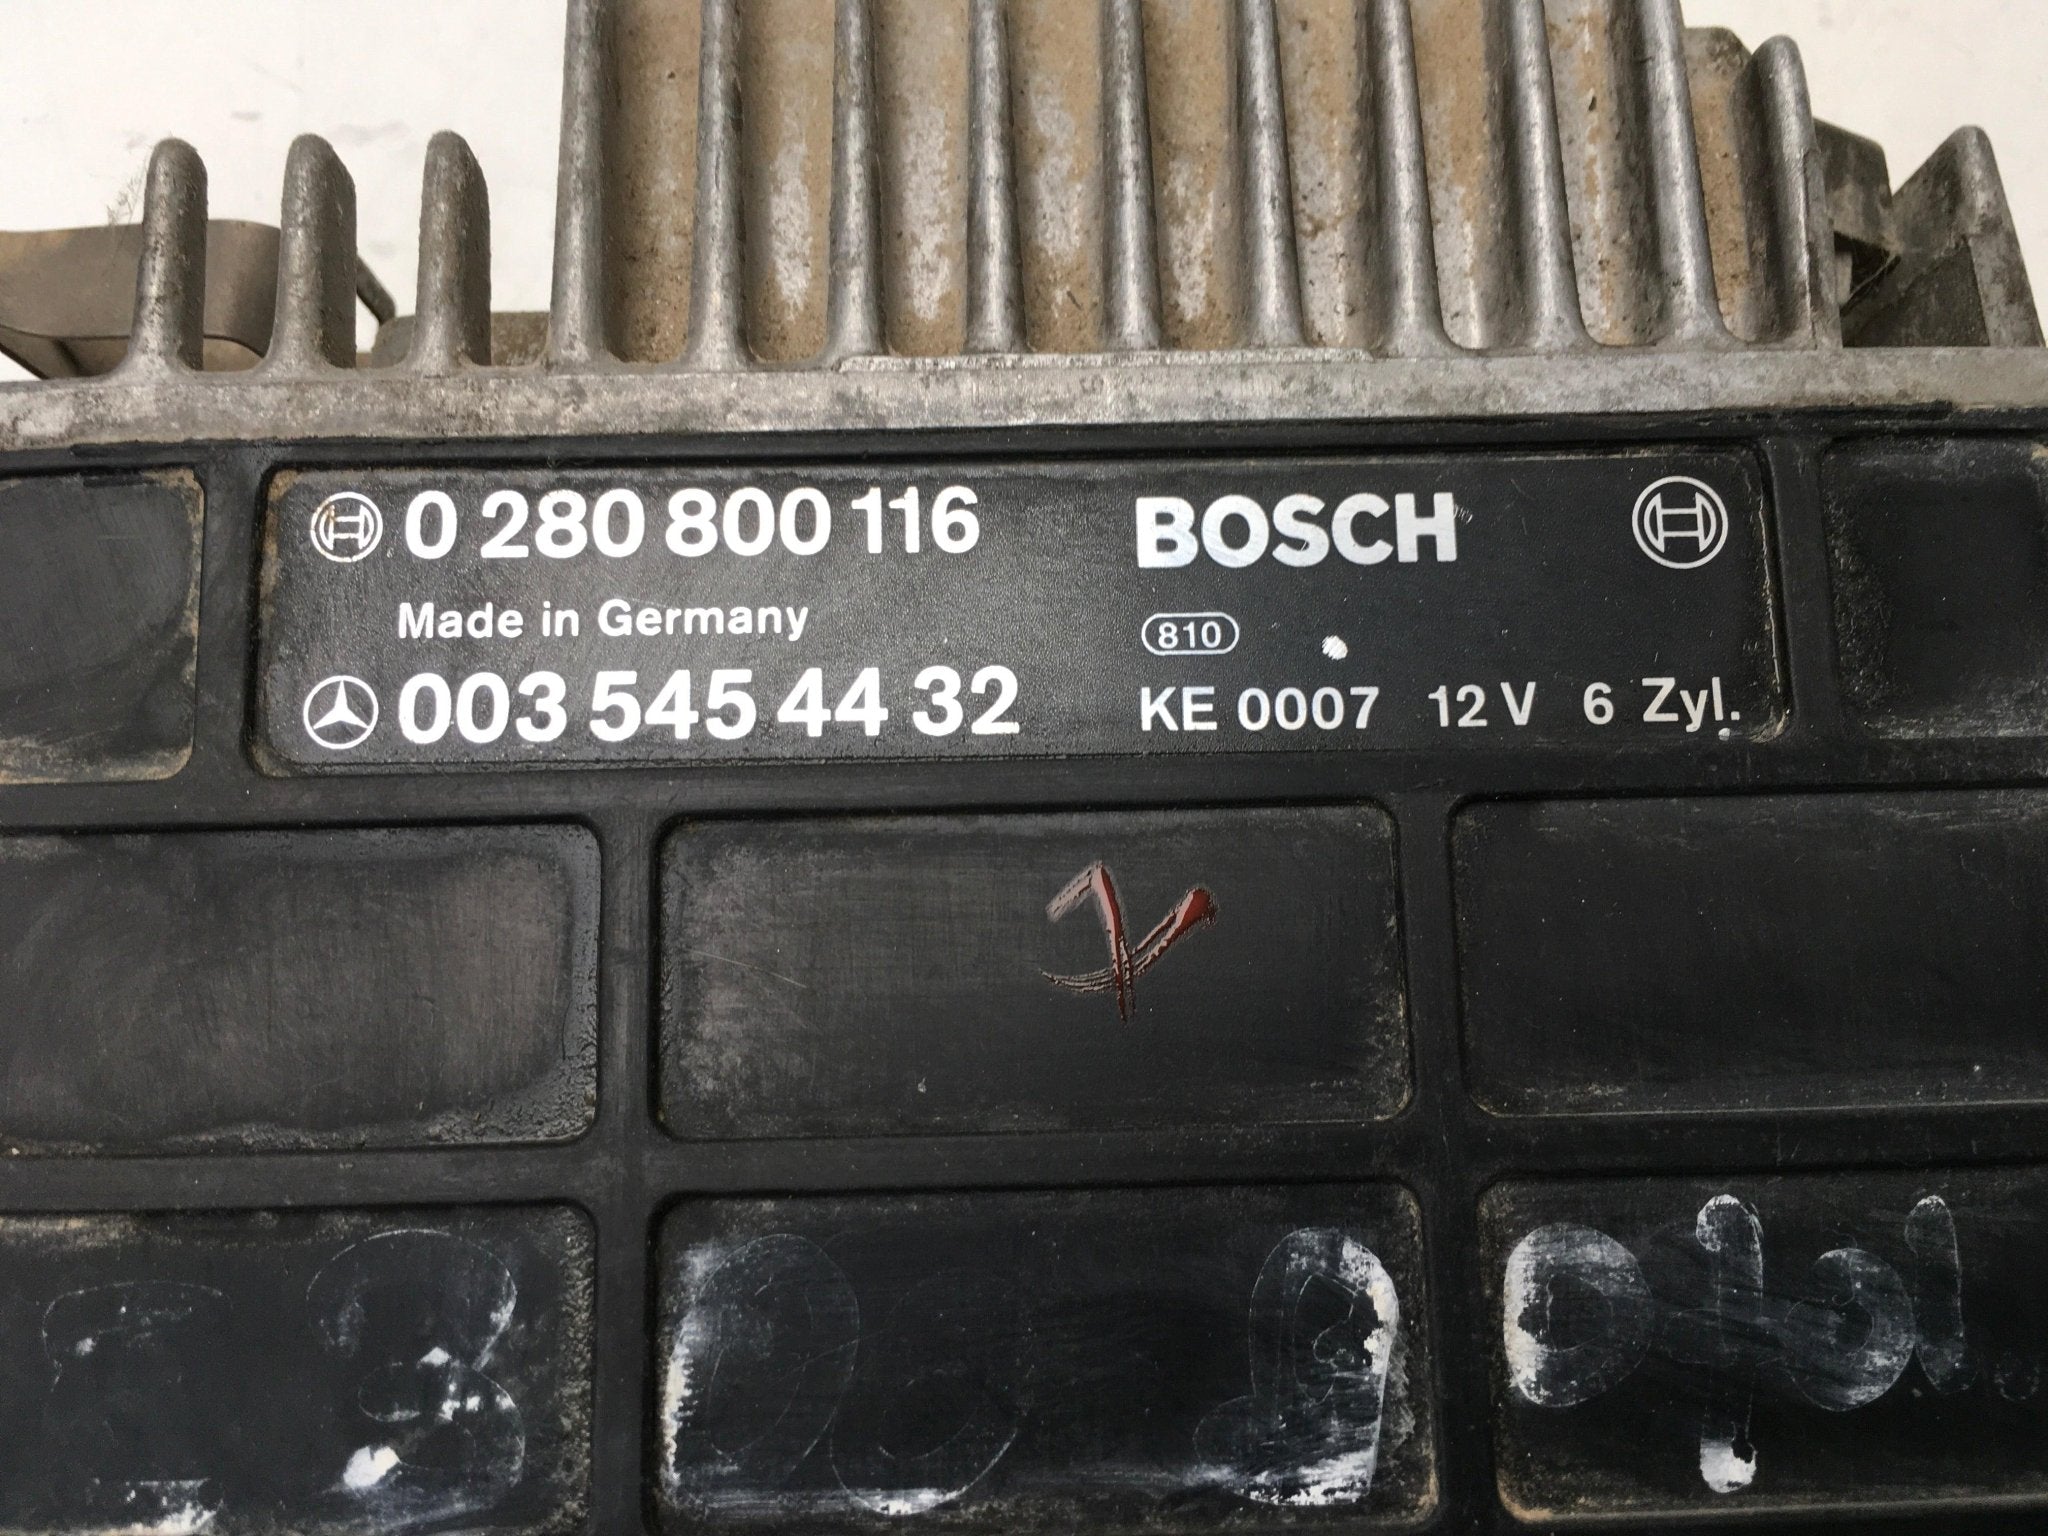 0 280 800 116 BOSCH
Made in Germany 810
003 545 44 32 KE 0007 12 V 6 Zyl.